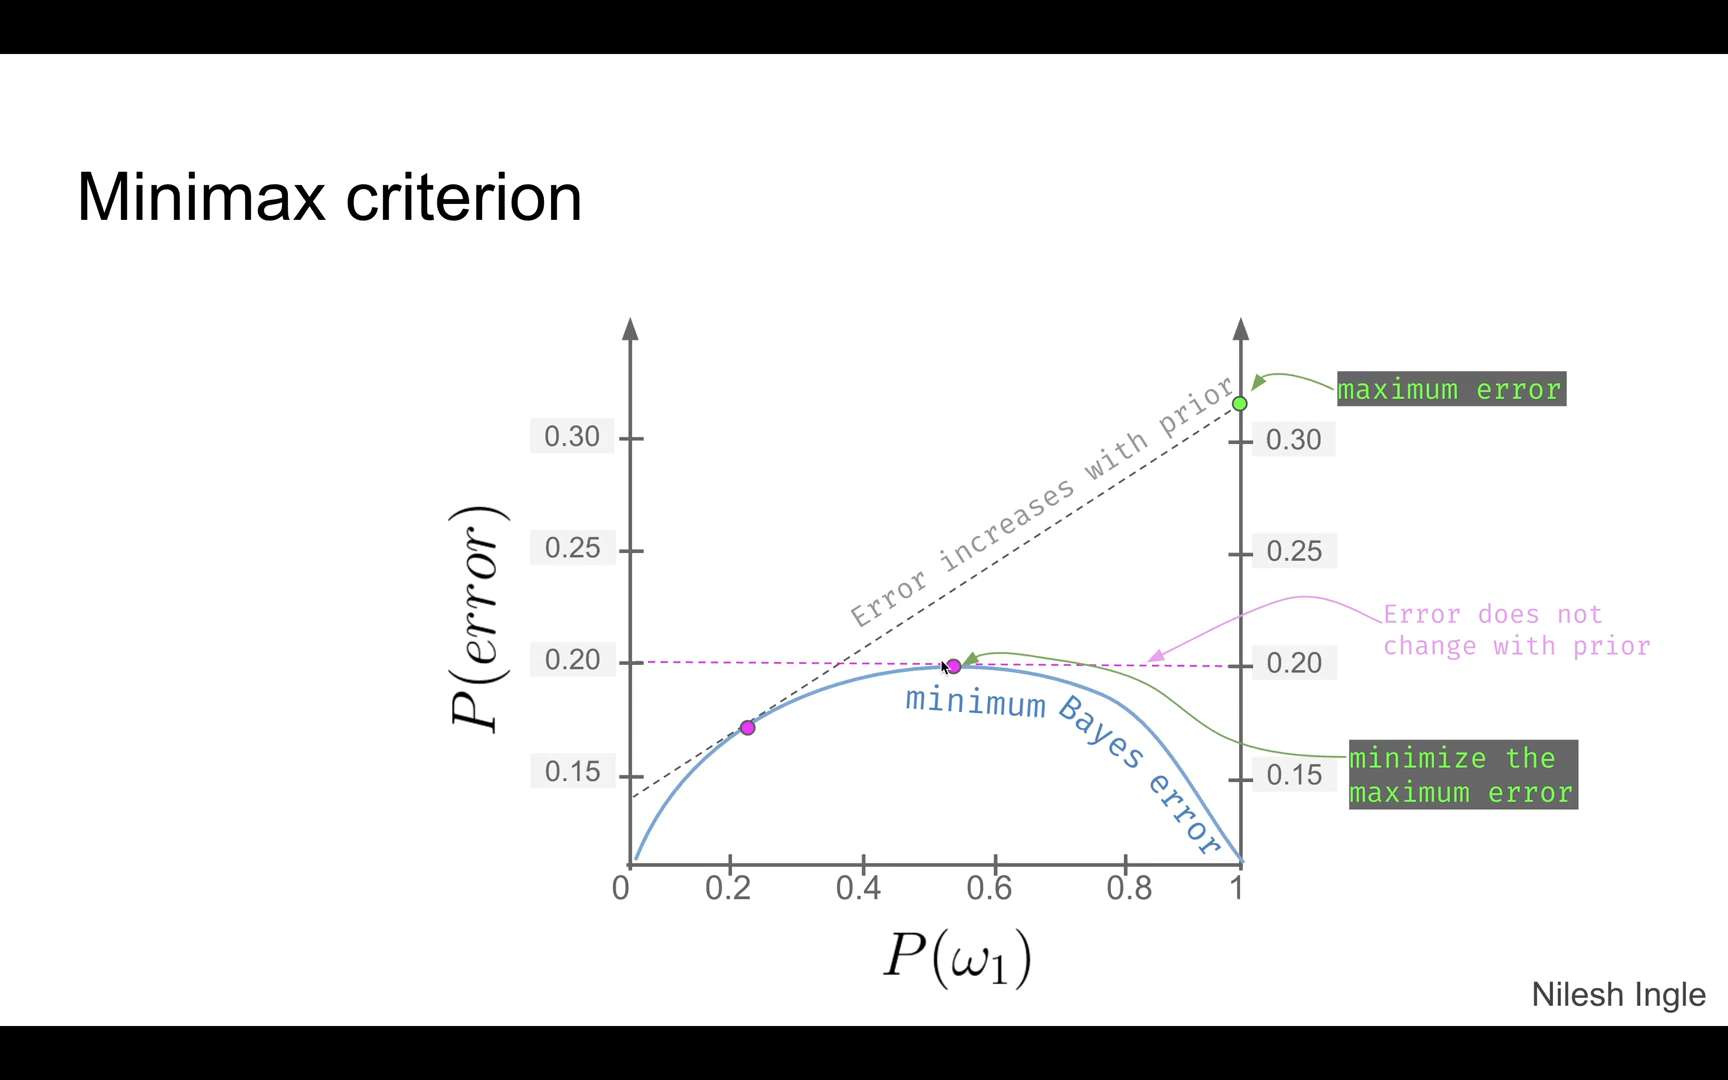 Minimax criterion
maximum error
Error increases with prior
0.30
0.30
0.25
0.25
P(error)
Error does not
change with prior
0.20
0.20
minimum Bayes error
minimize the
maximum error
0.15
0.15
0 0.2 0.4 0.6 0.8 1
P(ω₁)
Nilesh Ingle